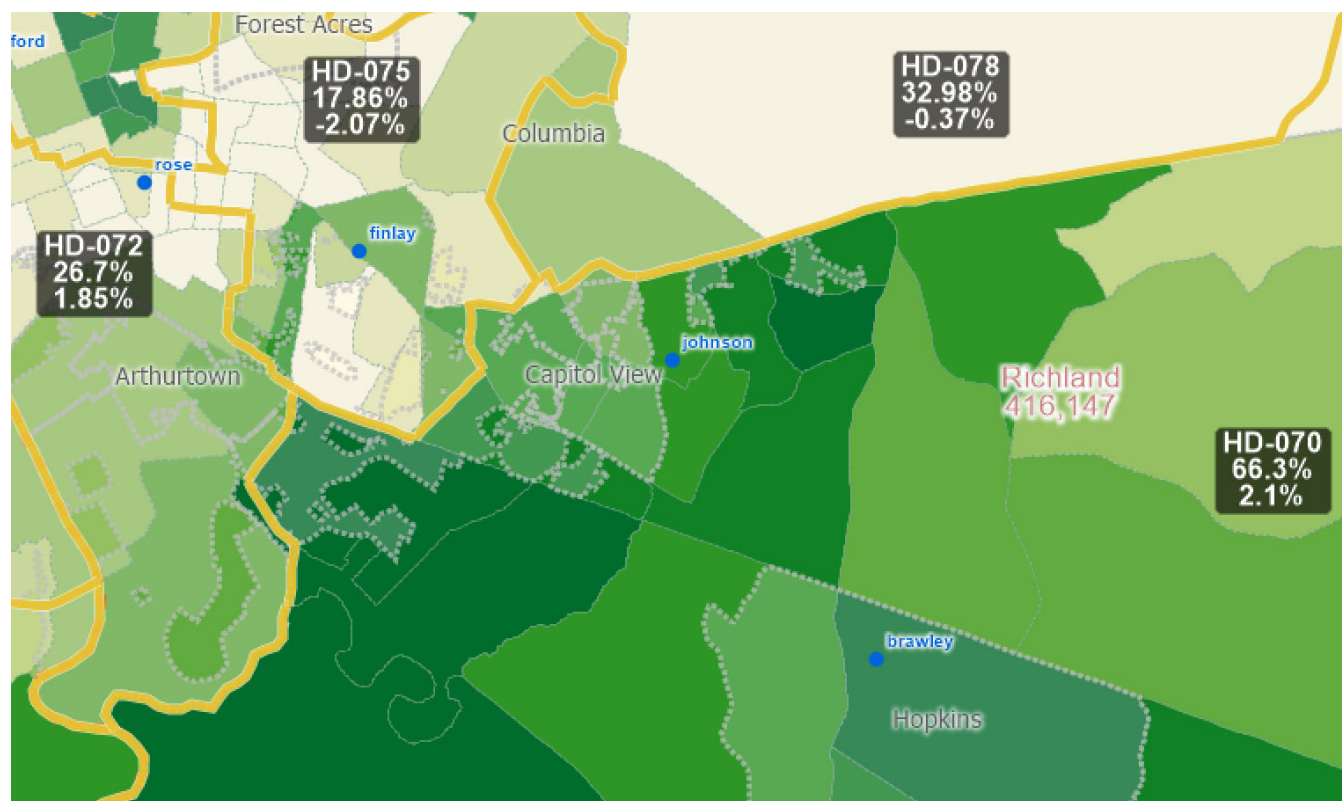 Forest Acres
ford
HD-075
17.86%
-2.07%
HD-078
32.98%
-0.37%
Columbia
rose
finlay
HD-072
26.7%
1.85%
johnson
Arthurtown
Capitol View
Richland
416,147
HD-070
66.3%
2.1%
brawley
Hopkins